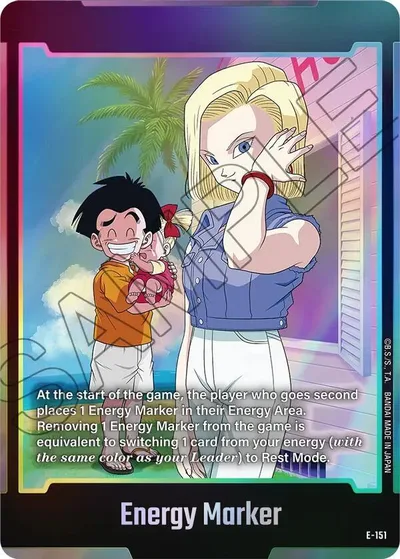 HO
SAMPLE
At the start of the game, the player who goes second
places 1 Energy Marker in their Energy Area.
Removing 1 Energy Marker from the game is
equivalent to switching 1 card from your energy (with
the same color as your Leader) to Rest Mode.
©B.S./S., T.A. BANDAI MADE IN JAPAN
Energy Marker
E-151